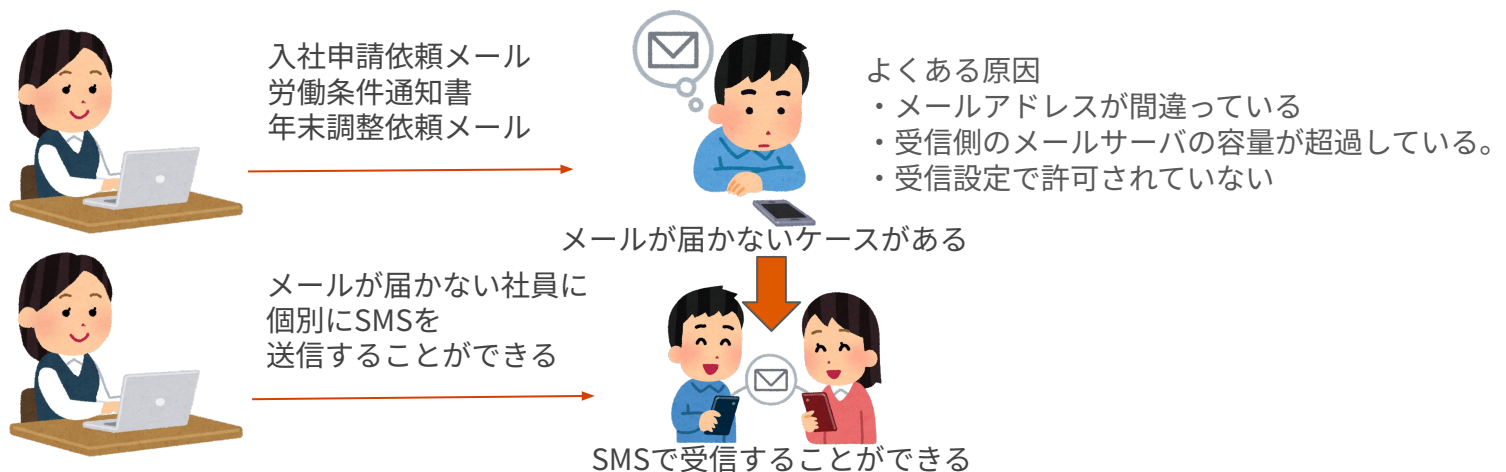 入社申請依頼メール
労働条件通知書
年末調整依頼メール
よくある原因
・メールアドレスが間違っている
・受信側のメールサーバの容量が超過している。
・受信設定で許可されていない
メールが届かないケースがある
メールが届かない社員に
個別にSMSを
送信することができる
SMSで受信することができる